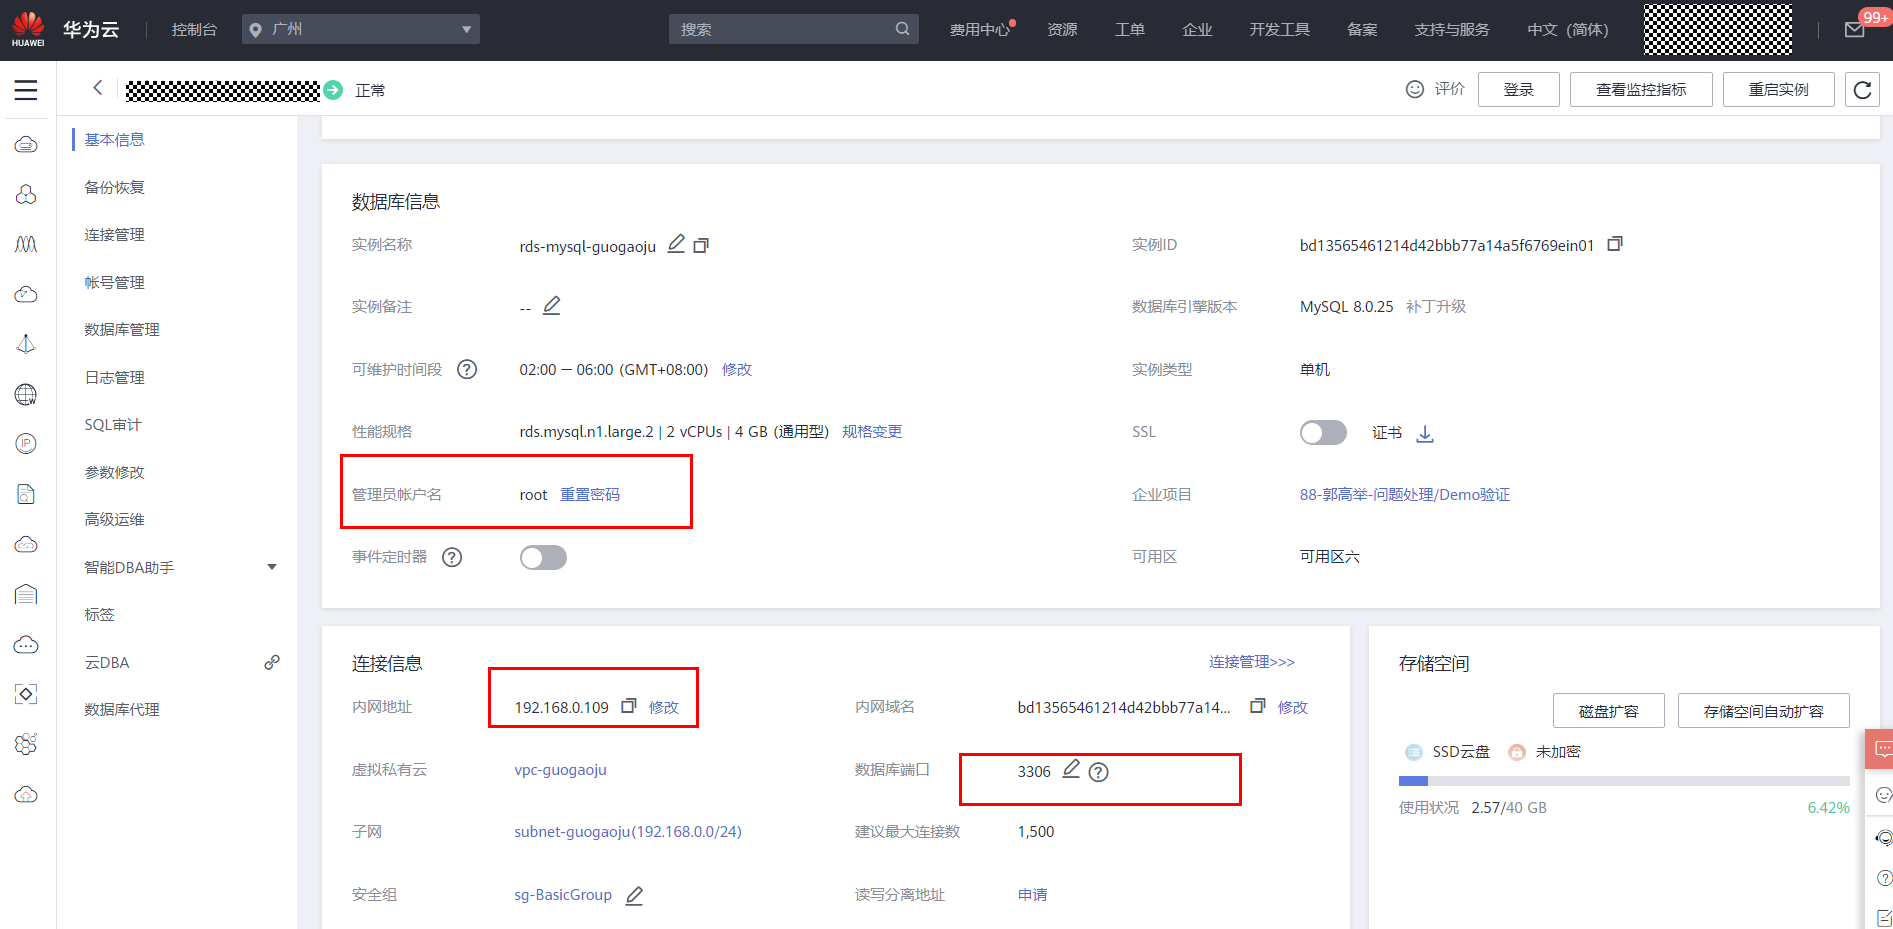 HUAWEI 华为云 控制台 广州 搜索 费用中心 资源 工单 企业 开发工具 备案 支持与服务 中文（简体） 99+
正常 评价 登录 查看监控指标 重启实例
基本信息
备份恢复
连接管理
帐号管理
数据库管理
日志管理
SQL审计
参数修改
高级运维
智能DBA助手
标签
云DBA
数据库代理
数据库信息
实例名称 rds-mysql-guogaoju 实例ID bd13565461214d42bbb77a14a5f6769ein01
实例备注 -- 数据库引擎版本 MySQL 8.0.25 补丁升级
可维护时间段 02:00 — 06:00 (GMT+08:00) 修改 实例类型 单机
性能规格 rds.mysql.n1.large.2 | 2 vCPUs | 4 GB (通用型) 规格变更 SSL 证书
管理员帐户名 root 重置密码 企业项目 88-郭高举-问题处理/Demo验证
事件定时器 可用区 可用区六
连接信息 连接管理>>>
内网地址 192.168.0.109 修改 内网域名 bd13565461214d42bbb77a14... 修改
虚拟私有云 vpc-guogaoju 数据库端口 3306
子网 subnet-guogaoju(192.168.0.0/24) 建议最大连接数 1,500
安全组 sg-BasicGroup 读写分离地址 申请
存储空间
磁盘扩容 存储空间自动扩容
SSD云盘 未加密
使用状况 2.57/40 GB 6.42%